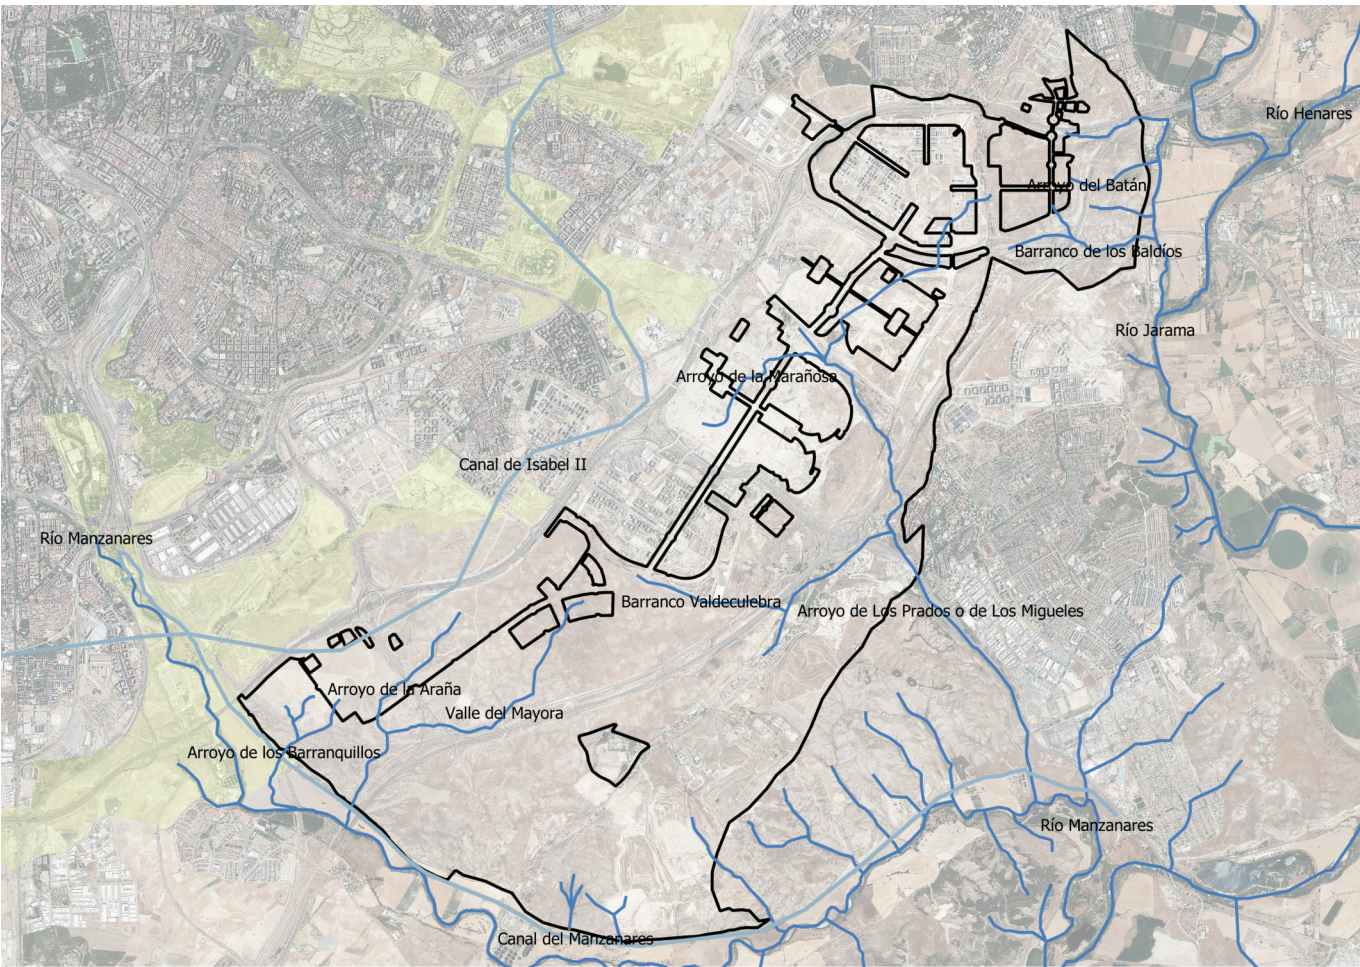 Río Henares
Arroyo del Batán
Barranco de los Baldíos
Río Jarama
Arroyo de la Marañosa
Canal de Isabel II
Río Manzanares
Barranco Valdeculebra
Arroyo de Los Prados o de Los Migueles
Arroyo de la Araña
Valle del Mayora
Arroyo de los Barranquillos
Río Manzanares
Canal del Manzanares